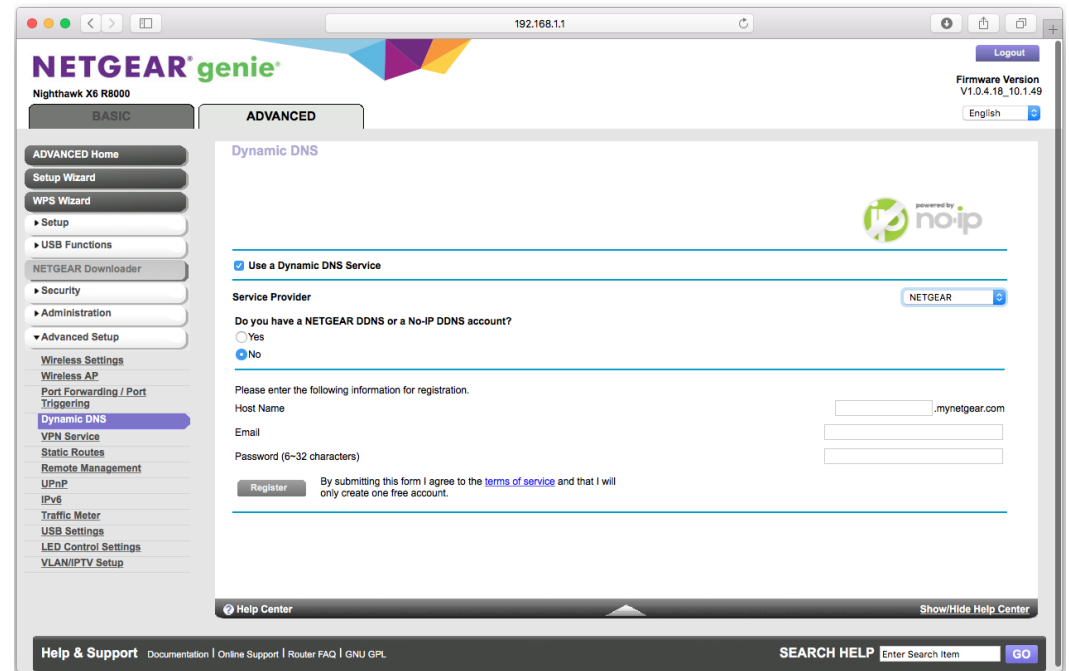 192.168.1.1
NETGEAR® genie®
Logout
Nighthawk X6 R8000
Firmware Version
V1.0.4.18_10.1.49
BASIC
ADVANCED
English
ADVANCED Home
Setup Wizard
WPS Wizard
Setup
USB Functions
NETGEAR Downloader
Security
Administration
Advanced Setup
Wireless Settings
Wireless AP
Port Forwarding / Port
Triggering
Dynamic DNS
VPN Service
Static Routes
Remote Management
UPnP
IPv6
Traffic Meter
USB Settings
LED Control Settings
VLAN/IPTV Setup
Dynamic DNS
powered by
ip no·ip
Use a Dynamic DNS Service
Service Provider
NETGEAR
Do you have a NETGEAR DDNS or a No-IP DDNS account?
Yes
No
Please enter the following information for registration.
Host Name .mynetgear.com
Email
Password (6~32 characters)
Register
By submitting this form I agree to the terms of service and that I will
only create one free account.
? Help Center
Show/Hide Help Center
Help & Support Documentation | Online Support | Router FAQ | GNU GPL
SEARCH HELP Enter Search Item GO